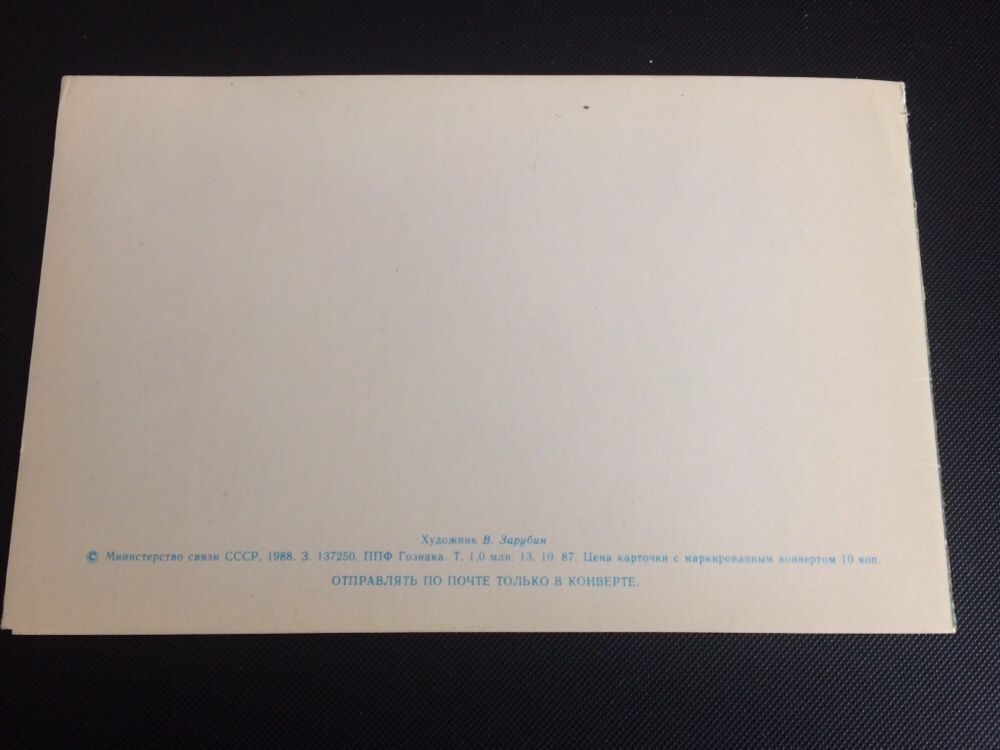 Художник В. Зарубин
© Министерство связи СССР, 1988. З. 137250. ППФ Гознака. Т. 1,0 млн. 13. 10. 87. Цена карточки с маркированным конвертом 10 коп.
ОТПРАВЛЯТЬ ПО ПОЧТЕ ТОЛЬКО В КОНВЕРТЕ.